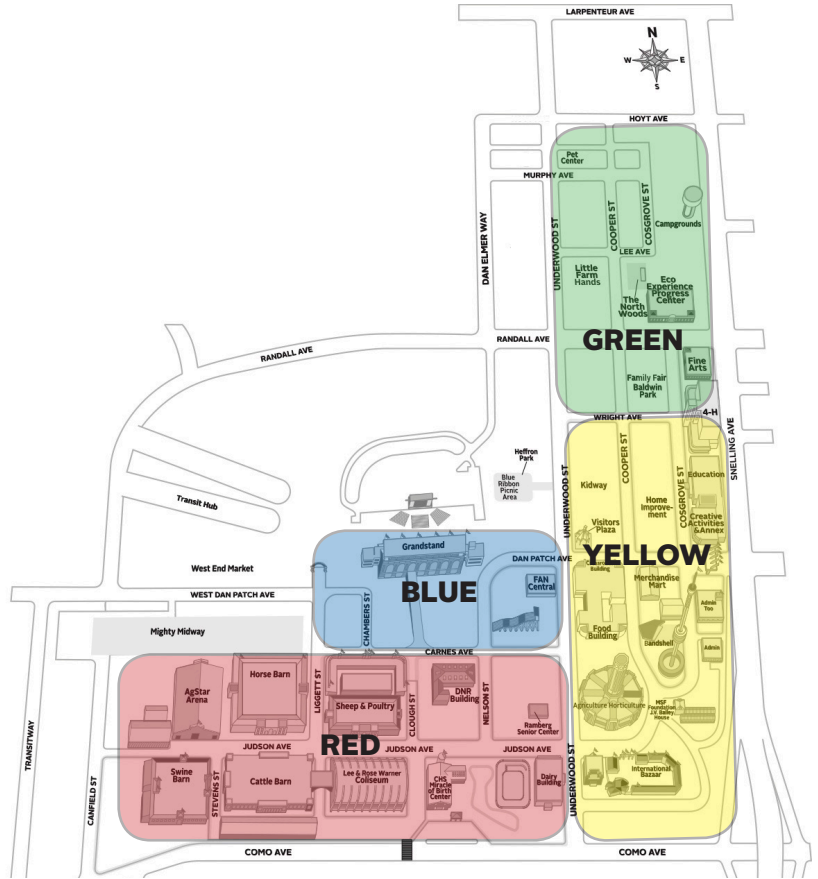 LARPENTEUR AVE
N
W
E
S
HOYT AVE
Pet
Center
MURPHY AVE
DAN ELMER WAY
UNDERWOOD ST
COOPER ST
COSGROVE ST
Campgrounds
LEE AVE
Little
Farm
Hands
The
North
Woods
Eco
Experience
Progress
Center
GREEN
RANDALL AVE
RANDALL AVE
Fine
Arts
Family Fair
Baldwin
Park
WRIGHT AVE
4-H
SNELLING AVE
Heffron
Park
Blue
Ribbon
Picnic
Area
UNDERWOOD ST
COOPER ST
COSGROVE ST
Education
Kidway
Home
Improve-
ment
Creative
Activities
&Annex
Visitors
Plaza
YELLOW
Transit Hub
Grandstand
DAN PATCH AVE
Building
Merchandise
Mart
West End Market
BLUE
FAN
Central
WEST DAN PATCH AVE
CHAMBERS ST
Admin
Too
Mighty Midway
Food
Building
Bandshell
Admin
CARNES AVE
Horse Barn
AgStar
Arena
LIGGETT ST
Sheep & Poultry
CLOUGH ST
DNR
Building
NELSON ST
Ramberg
Senior Center
Agriculture Horticulture
MSF
Foundation
J.V. Bailey
House
RED
JUDSON AVE
JUDSON AVE
JUDSON AVE
TRANSITWAY
CANFIELD ST
Swine
Barn
STEVENS ST
Cattle Barn
Lee & Rose Warner
Coliseum
CHS
Miracle
of Birth
Center
Dairy
Building
UNDERWOOD ST
International
Bazaar
COMO AVE
COMO AVE